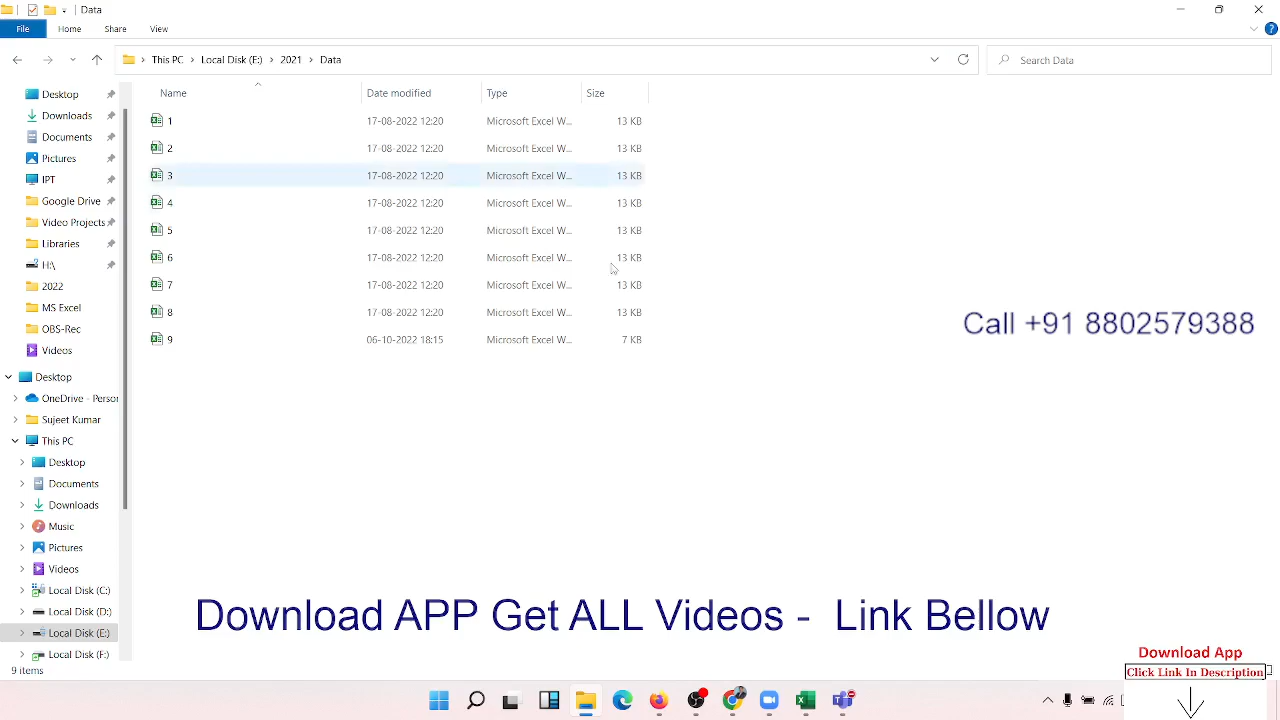 Data
File Home Share View
This PC Local Disk (E:) 2021 Data
Search Data
Name Date modified Type Size
1 17-08-2022 12:20 Microsoft Excel W... 13 KB
2 17-08-2022 12:20 Microsoft Excel W... 13 KB
3 17-08-2022 12:20 Microsoft Excel W... 13 KB
4 17-08-2022 12:20 Microsoft Excel W... 13 KB
5 17-08-2022 12:20 Microsoft Excel W... 13 KB
6 17-08-2022 12:20 Microsoft Excel W... 13 KB
7 17-08-2022 12:20 Microsoft Excel W... 13 KB
8 17-08-2022 12:20 Microsoft Excel W... 13 KB
9 06-10-2022 18:15 Microsoft Excel W... 7 KB
Desktop
Downloads
Documents
Pictures
IPT
Google Drive
Video Projects
Libraries
H:\
2022
MS Excel
OBS-Rec
Videos
Desktop
OneDrive - Persor
Sujeet Kumar
This PC
Desktop
Documents
Downloads
Music
Pictures
Videos
Local Disk (C:)
Local Disk (D:)
Local Disk (E:)
Local Disk (F:)
9 items
Call +91 8802579388
Download APP Get ALL Videos - Link Bellow
Download App
Click Link In Description